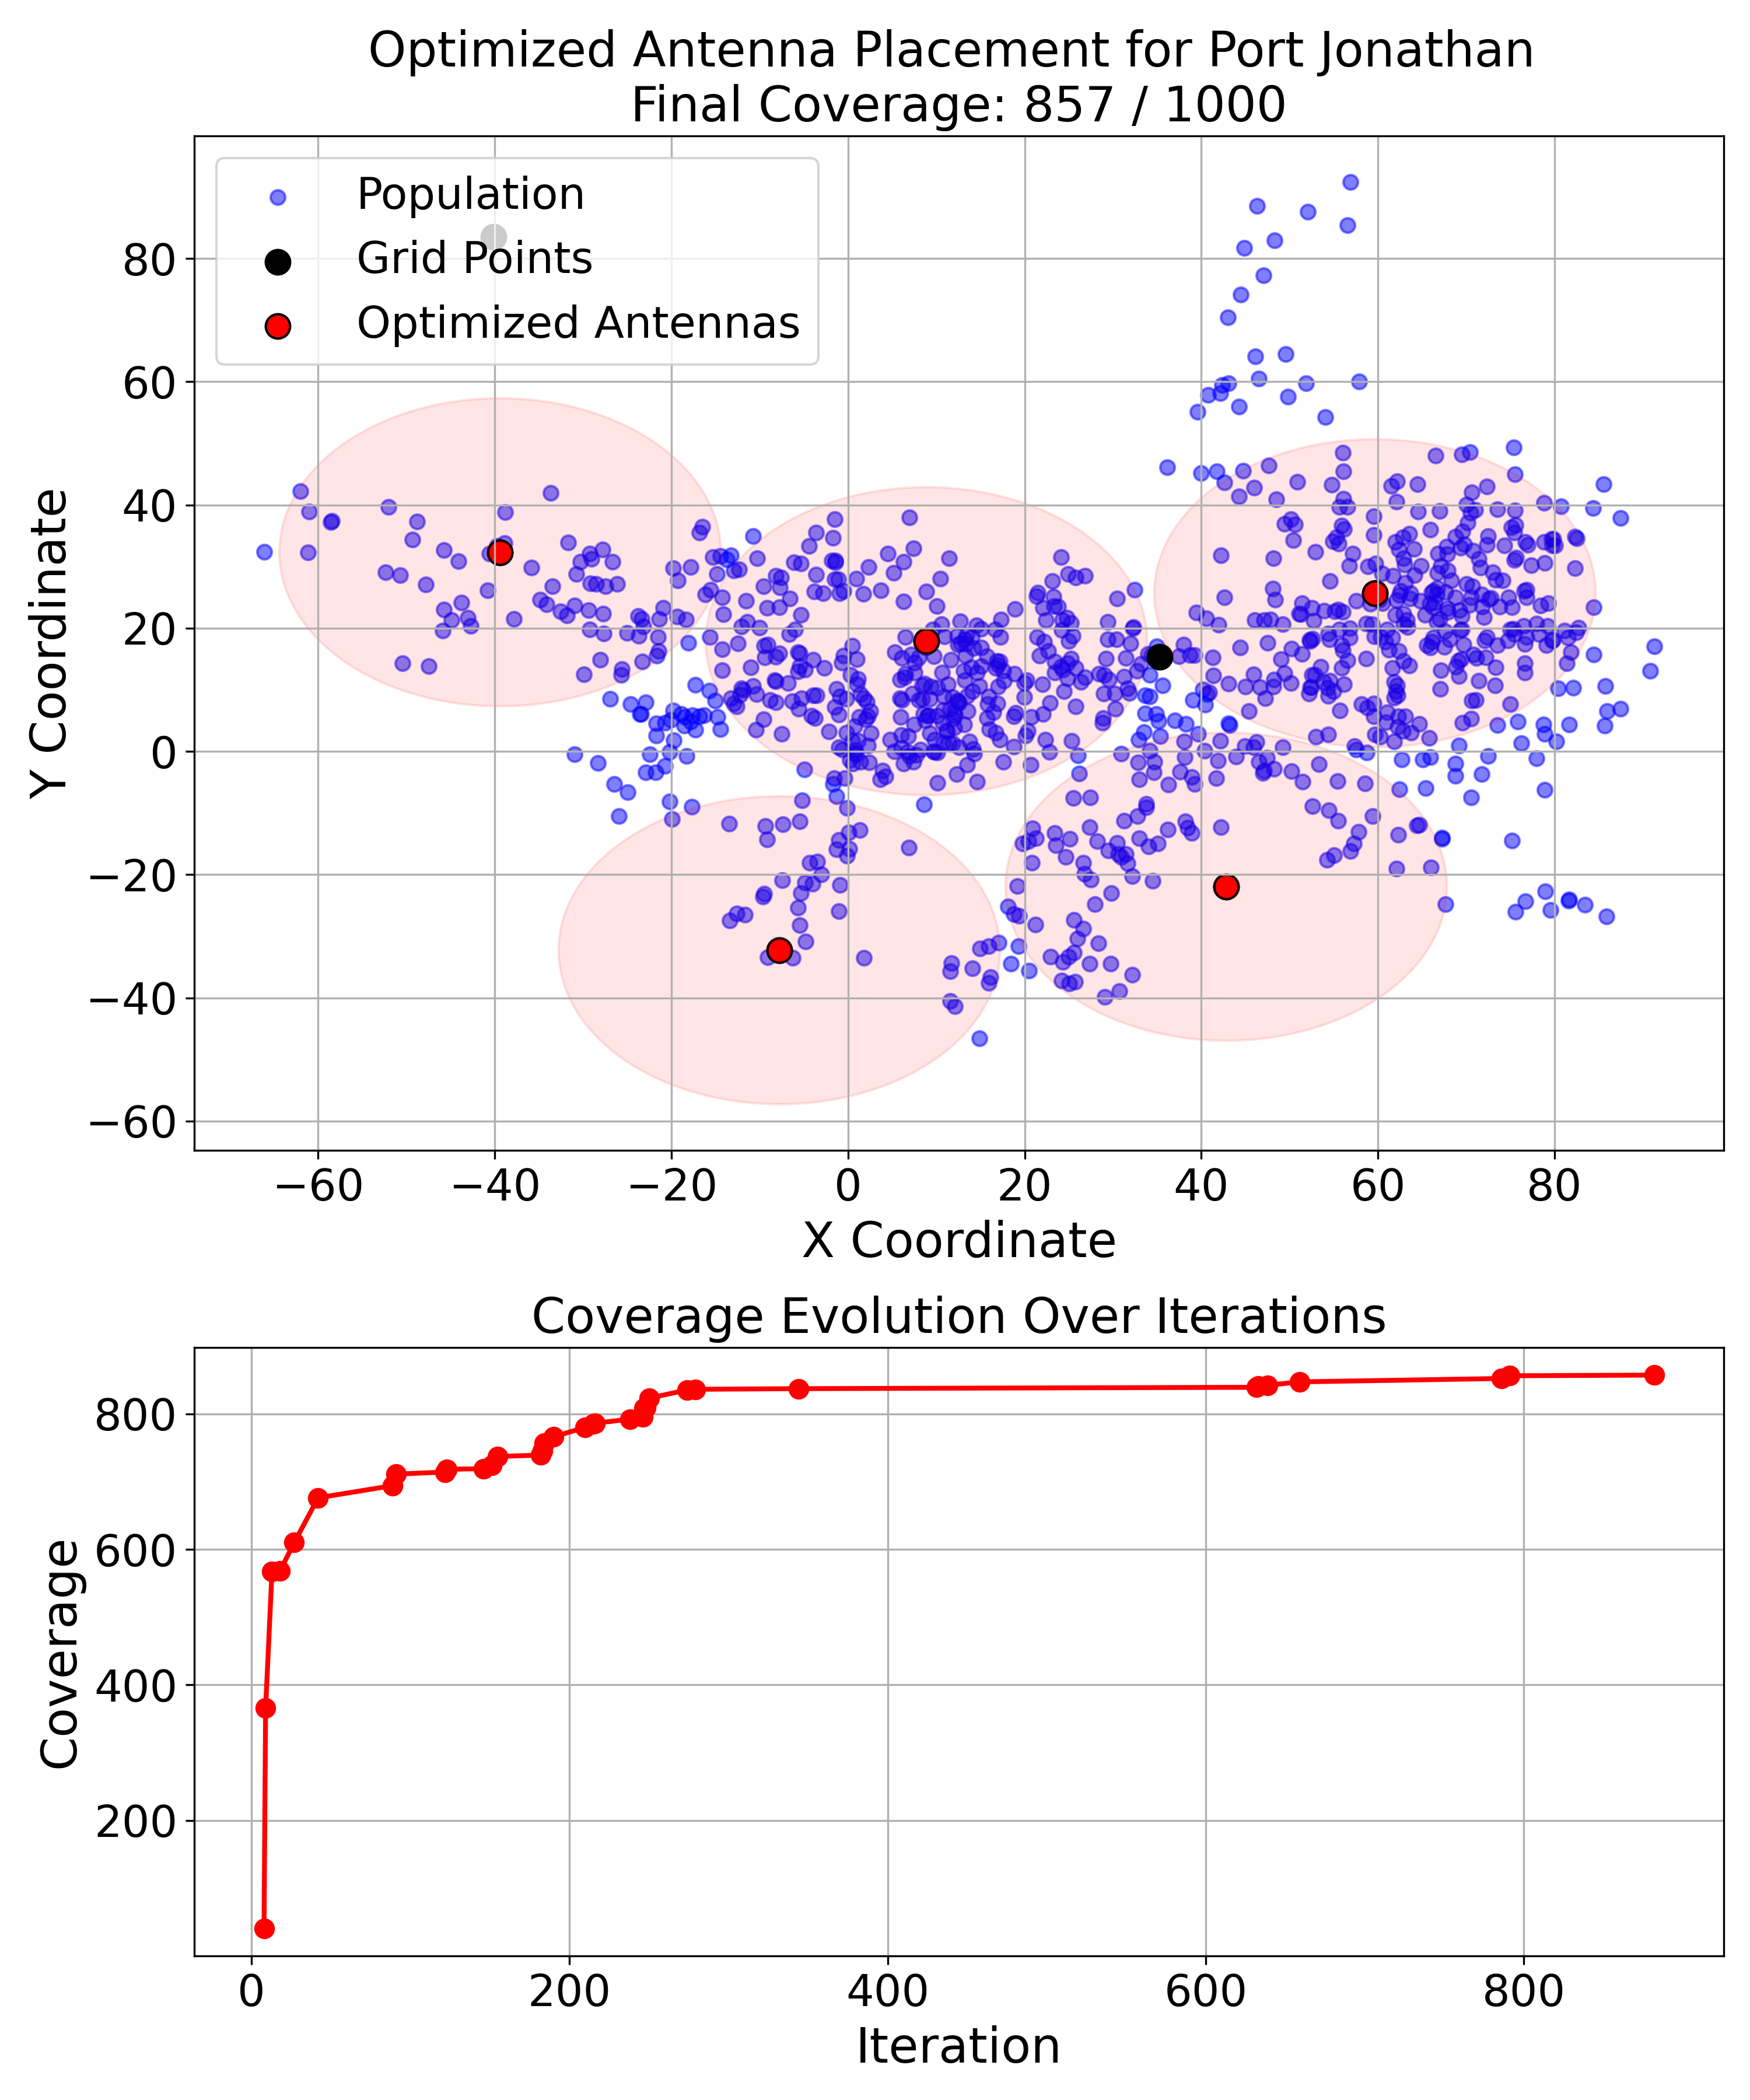 Optimized Antenna Placement for Port Jonathan
Final Coverage: 857 / 1000
Population
Grid Points
Optimized Antennas
80
60
40
20
0
−20
−40
−60
Y Coordinate
−60 −40 −20 0 20 40 60 80
X Coordinate
Coverage Evolution Over Iterations
800
600
400
200
Coverage
0 200 400 600 800
Iteration